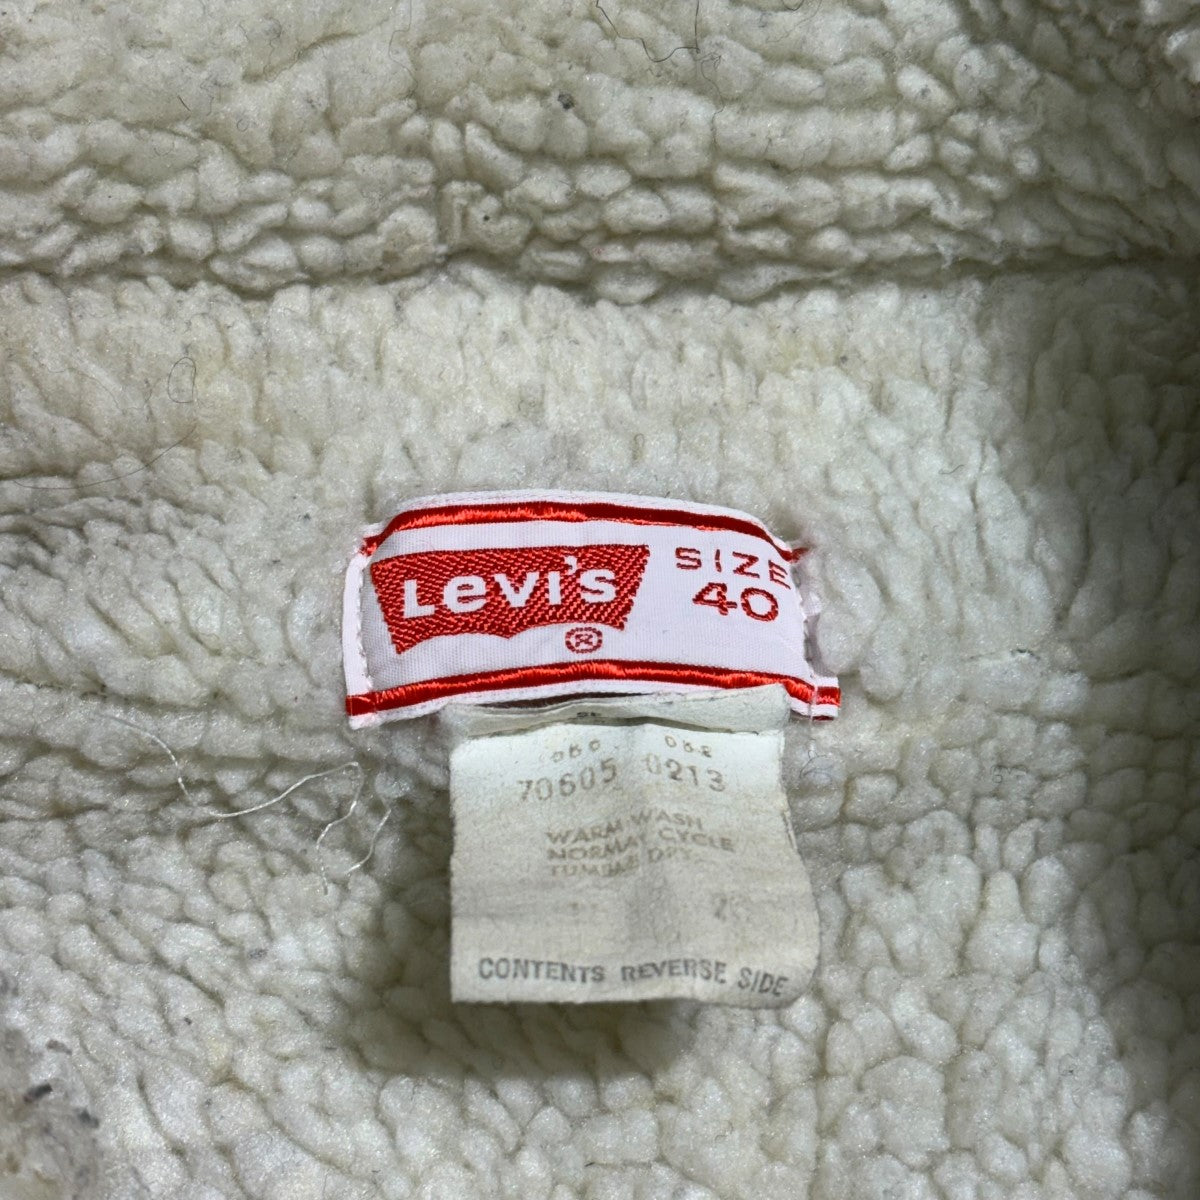 Levi's SIZE
® 40
70605 0213
WARM WASH
NORMAL CYCLE
TUMBLE DRY
CONTENTS REVERSE SIDE